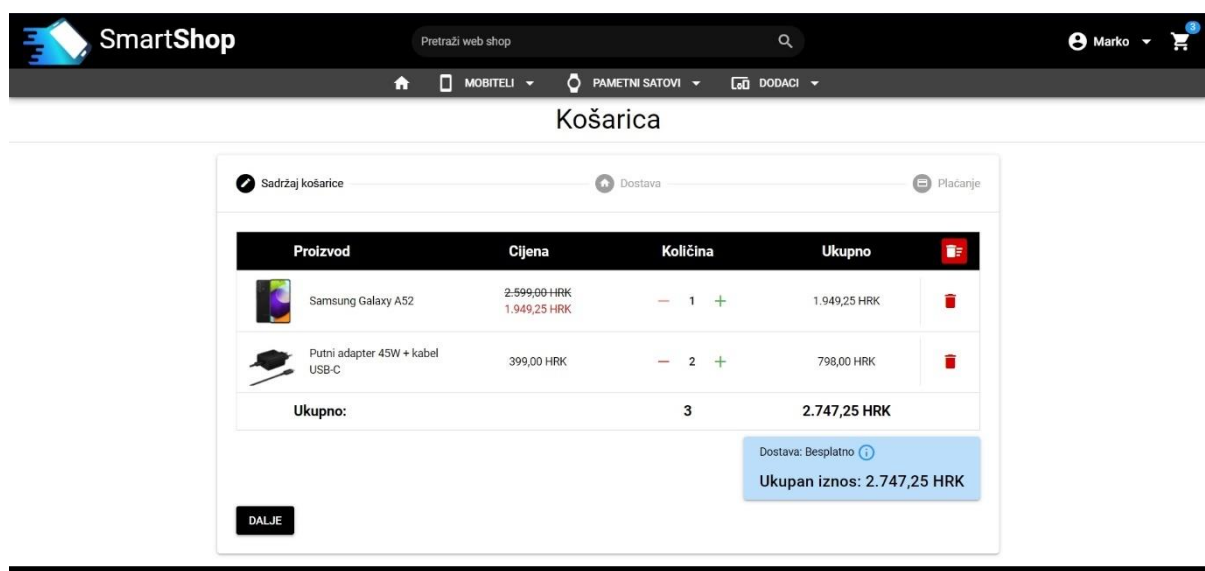 SmartShop
Pretraži web shop
Marko
3
MOBITELI
PAMETNI SATOVI
DODACI
Košarica
Sadržaj košarice
Dostava
Plaćanje
Proizvod Cijena Količina Ukupno
Samsung Galaxy A52
2.599,00 HRK
1.949,25 HRK
1
1.949,25 HRK
Putni adapter 45W + kabel
USB-C
399,00 HRK
2
798,00 HRK
Ukupno: 3 2.747,25 HRK
Dostava: Besplatno
Ukupan iznos: 2.747,25 HRK
DALJE